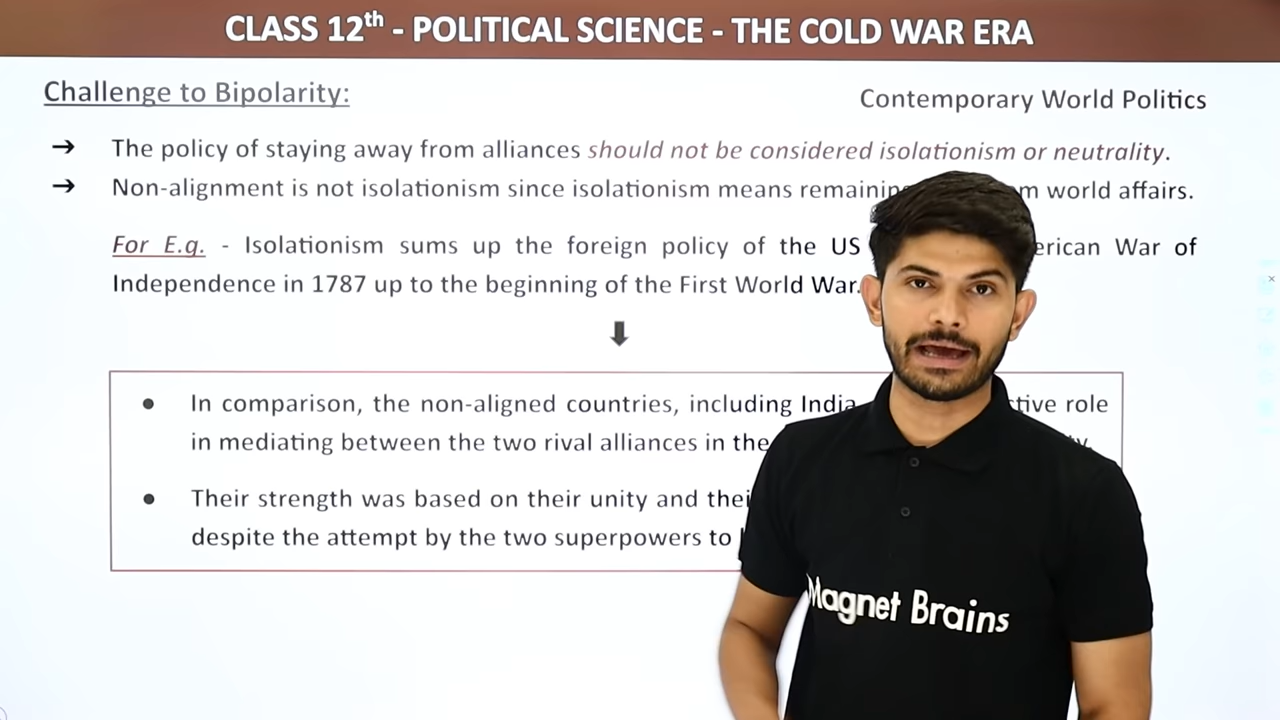 CLASS 12th - POLITICAL SCIENCE - THE COLD WAR ERA
Challenge to Bipolarity:
Contemporary World Politics
➔ The policy of staying away from alliances should not be considered isolationism or neutrality.
➔ Non-alignment is not isolationism since isolationism means world affairs.
For E.g. - Isolationism sums up the foreign policy of the US War of
Independence in 1787 up to the beginning of the First World War.
● In comparison, the non-aligned countries, including India role
in mediating between the two rival alliances in the
● Their strength was based on their unity and
despite the attempt by the two superpowers to
Magnet Brains